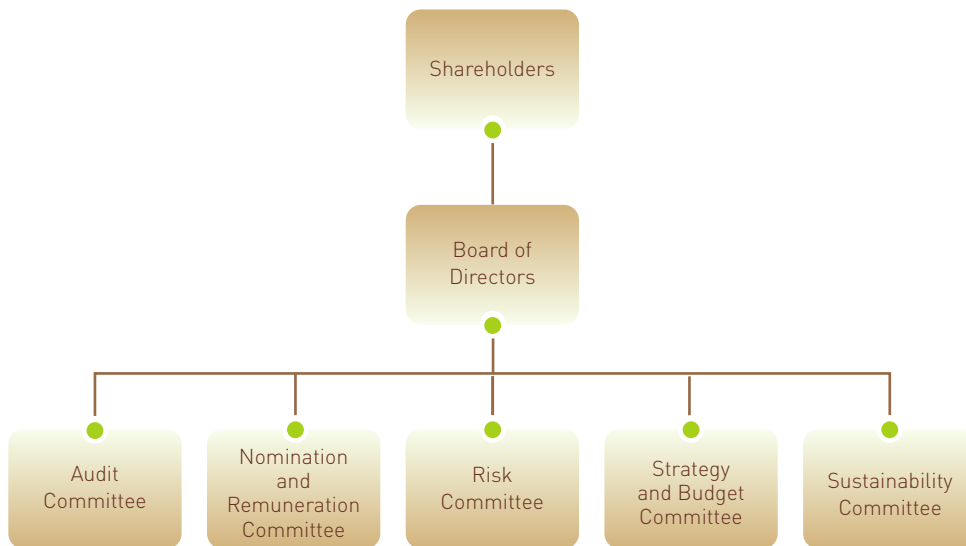 Shareholders
Board of
Directors
Audit
Committee
Nomination
and
Remuneration
Committee
Risk
Committee
Strategy
and Budget
Committee
Sustainability
Committee